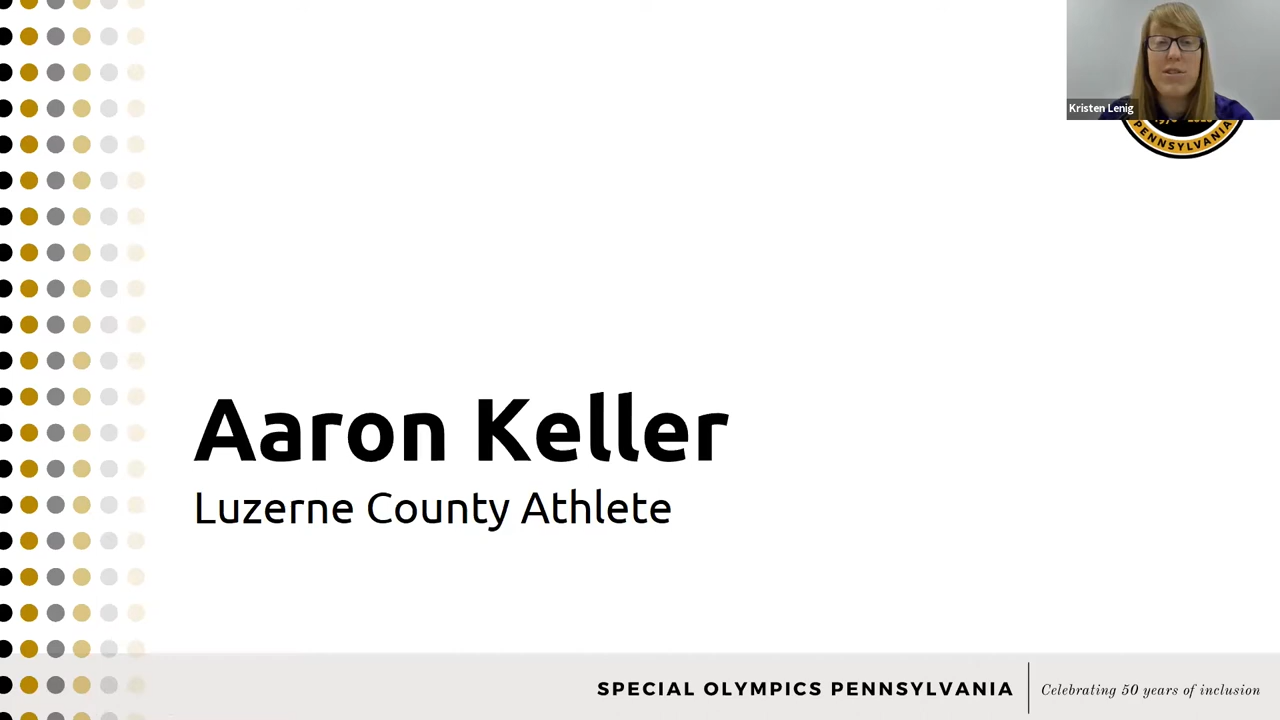 Kristen Lenig
PENNSYLVANIA
Aaron Keller
Luzerne County Athlete
SPECIAL OLYMPICS PENNSYLVANIA
Celebrating 50 years of inclusion